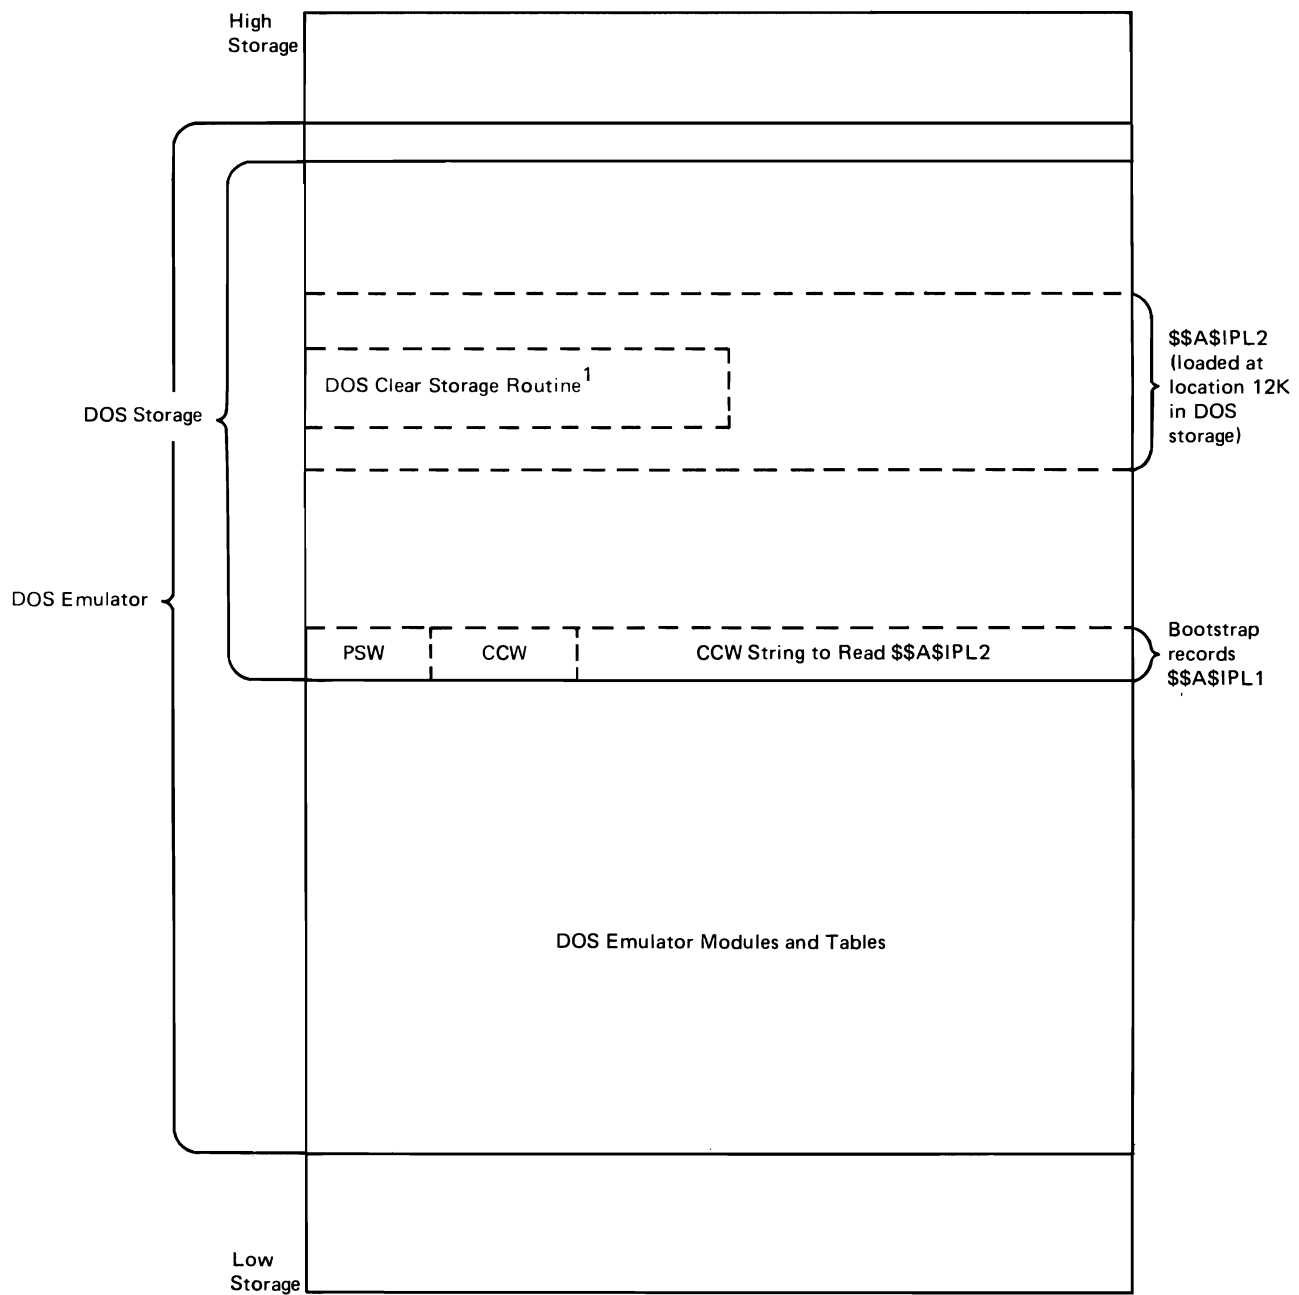 High
Storage
DOS Clear Storage Routine1
$$A$IPL2
(loaded at
location 12K
in DOS
storage)
DOS Storage
DOS Emulator
PSW
CCW
CCW String to Read $$A$IPL2
Bootstrap
records
$$A$IPL1
DOS Emulator Modules and Tables
Low
Storage